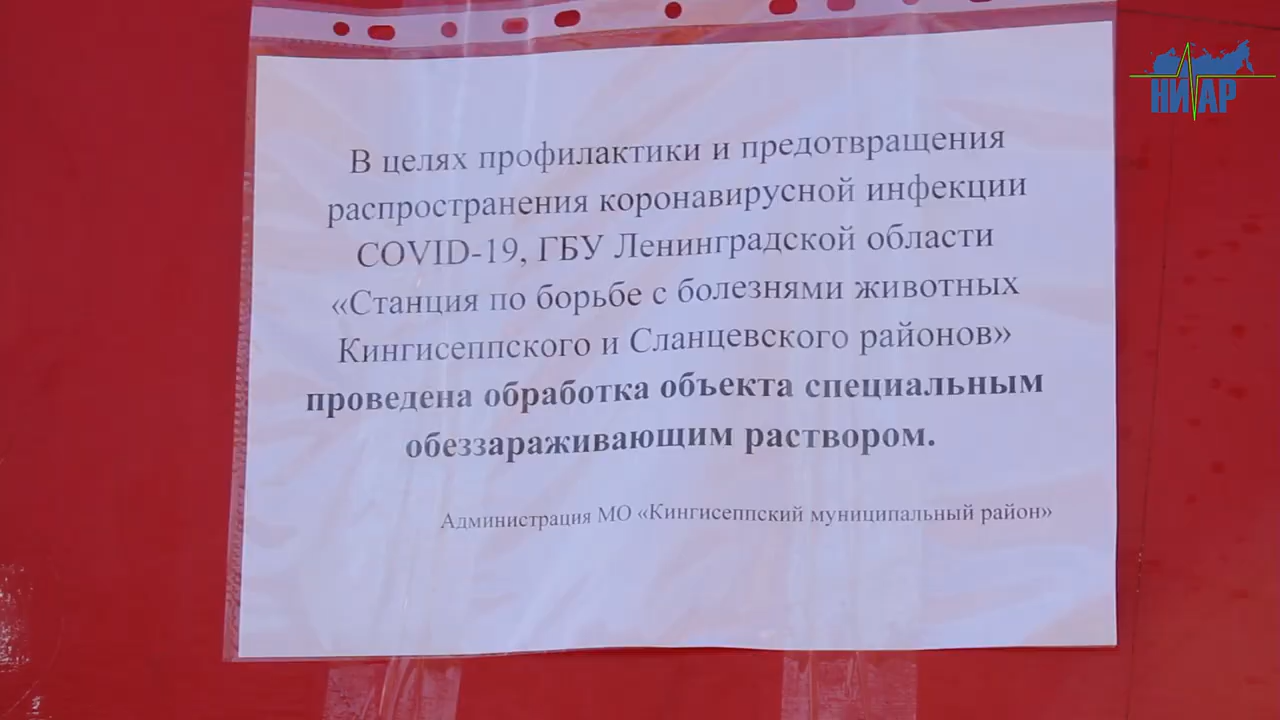 НИАР
В целях профилактики и предотвращения
распространения коронавирусной инфекции
COVID-19, ГБУ Ленинградской области
«Станция по борьбе с болезнями животных
Кингисеппского и Сланцевского районов»
проведена обработка объекта специальным
обеззараживающим раствором.
Администрация МО «Кингисеппский муниципальный район»